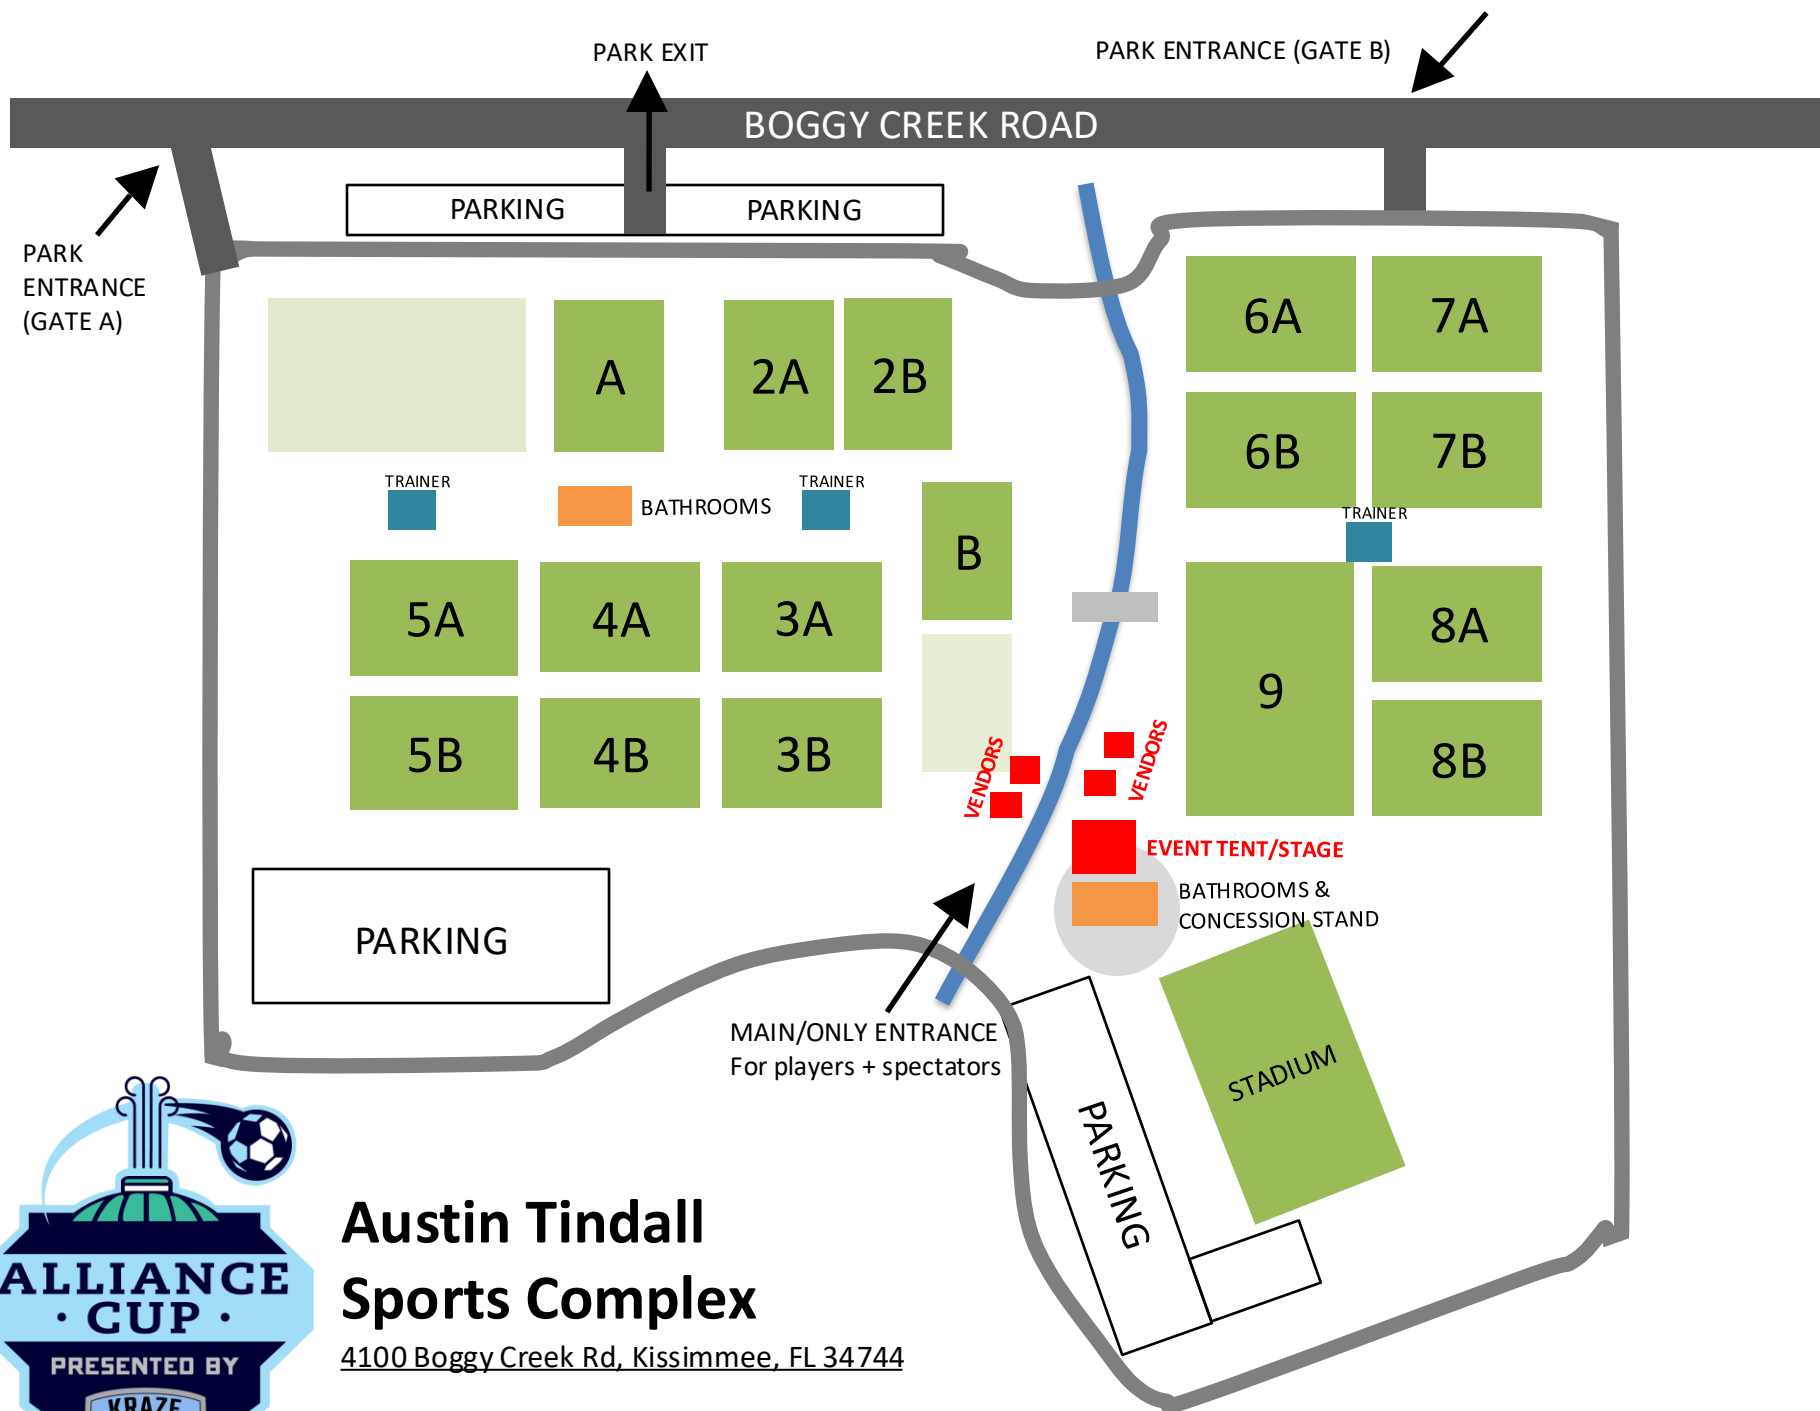 PARK EXIT
PARK ENTRANCE (GATE B)
BOGGY CREEK ROAD
PARKING
PARKING
PARK
ENTRANCE
(GATE A)
A
2A
2B
6A
7A
6B
7B
TRAINER
BATHROOMS
TRAINER
TRAINER
B
5A
4A
3A
9
8A
5B
4B
3B
8B
VENDORS
VENDORS
EVENT TENT/STAGE
BATHROOMS &
CONCESSION STAND
PARKING
MAIN/ONLY ENTRANCE
For players + spectators
STADIUM
PARKING
ALLIANCE
· CUP ·
PRESENTED BY
KRAZE
Austin Tindall
Sports Complex
4100 Boggy Creek Rd, Kissimmee, FL 34744